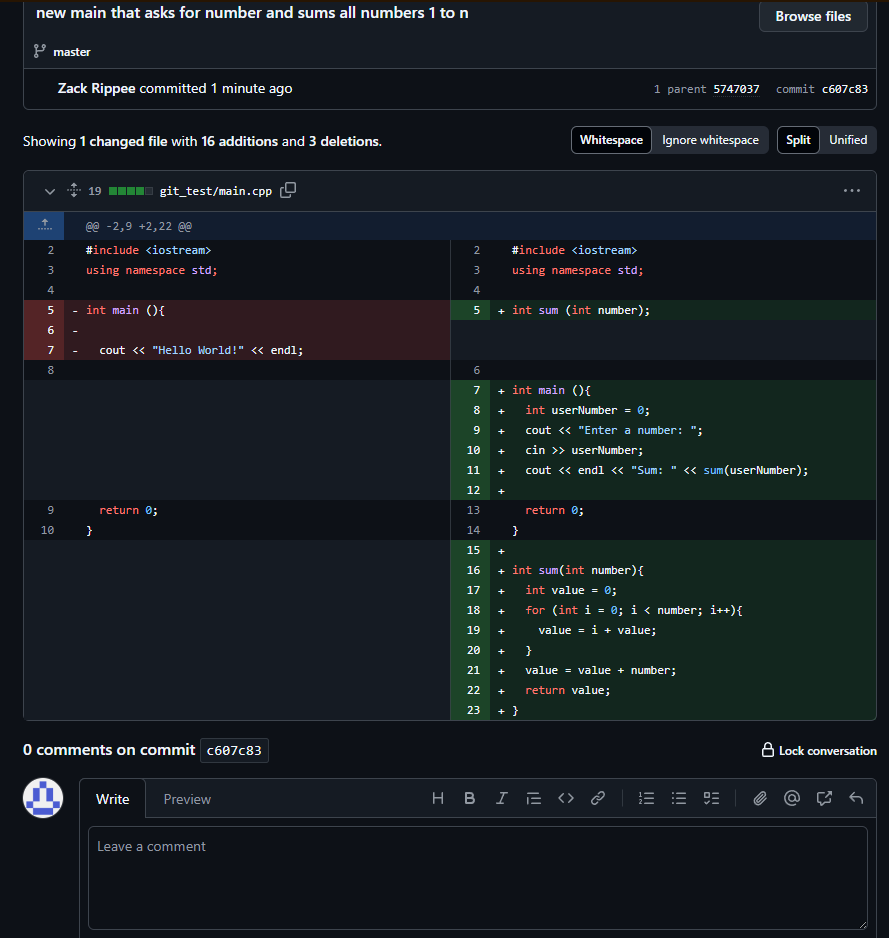 new main that asks for number and sums all numbers 1 to n
Browse files
master
Zack Rippee committed 1 minute ago
1 parent 5747037 commit c607c83
Showing 1 changed file with 16 additions and 3 deletions.
Whitespace Ignore whitespace Split Unified
19 git_test/main.cpp
@@ -2,9 +2,22 @@
2 #include <iostream> 2 #include <iostream>
3 using namespace std; 3 using namespace std;
4 4
5 - int main (){ 5 + int sum (int number);
6 -
7 - cout << "Hello World!" << endl;
8 6
7 + int main (){
8 + int userNumber = 0;
9 + cout << "Enter a number: ";
10 + cin >> userNumber;
11 + cout << endl << "Sum: " << sum(userNumber);
12 +
9 return 0; 13 return 0;
10 } 14 }
15 +
16 + int sum(int number){
17 + int value = 0;
18 + for (int i = 0; i < number; i++){
19 + value = i + value;
20 + }
21 + value = value + number;
22 + return value;
23 + }
0 comments on commit c607c83
Lock conversation
Write Preview
Leave a comment